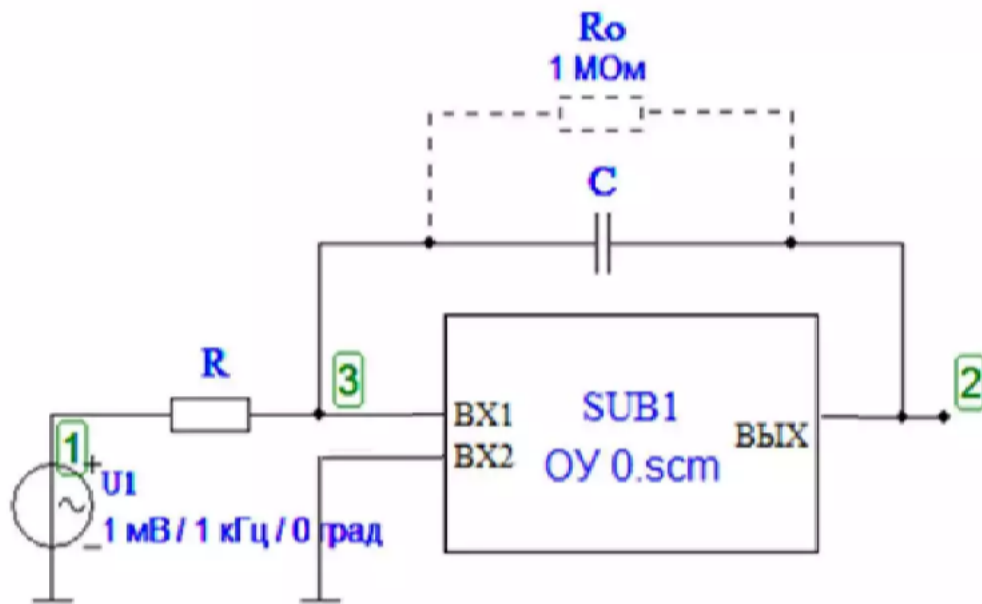 Ro
1 МОм
C
R
3
2
1
+
U1
~
1 мВ / 1 кГц / 0 град
–
ВХ1
ВХ2
SUB1
ОУ 0.scm
ВЫХ